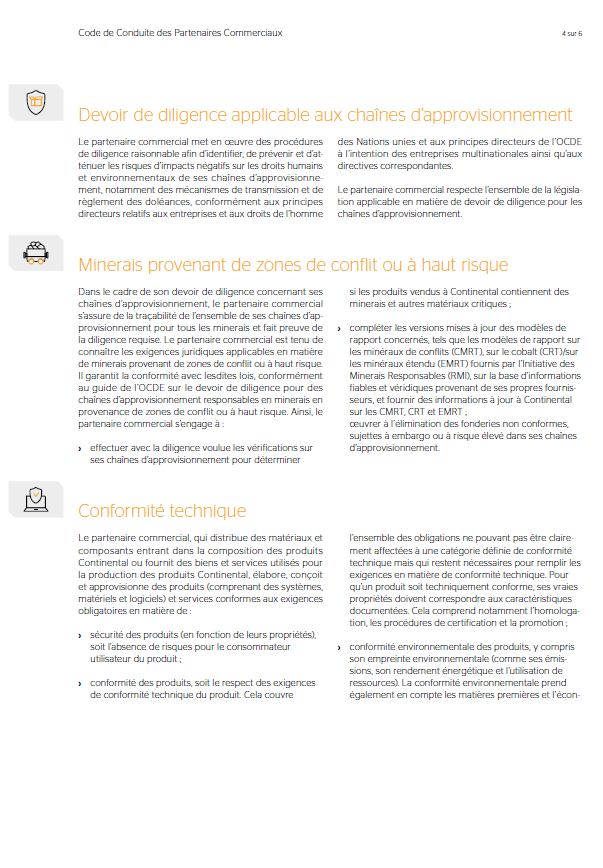 Code de Conduite des Partenaires Commerciaux
4 sur 6
Devoir de diligence applicable aux chaînes d'approvisionnement
Le partenaire commercial met en œuvre des procédures
de diligence raisonnable afin d'identifier, de prévenir et d'at-
ténuer les risques d'impacts négatifs sur les droits humains
et environnementaux de ses chaînes d'approvisionne-
ment, notamment des mécanismes de transmission et de
règlement des doléances, conformément aux principes
directeurs relatifs aux entreprises et aux droits de l'homme
des Nations unies et aux principes directeurs de l'OCDE
à l'intention des entreprises multinationales ainsi qu'aux
directives correspondantes.
Le partenaire commercial respecte l'ensemble de la législa-
tion applicable en matière de devoir de diligence pour les
chaînes d'approvisionnement.
Minerais provenant de zones de conflit ou à haut risque
Dans le cadre de son devoir de diligence concernant ses
chaînes d'approvisionnement, le partenaire commercial
s'assure de la traçabilité de l'ensemble de ses chaînes d'ap-
provisionnement pour tous les minerais et fait preuve de
la diligence requise. Le partenaire commercial est tenu de
connaître les exigences juridiques applicables en matière
de minerais provenant de zones de conflit ou à haut risque.
Il garantit la conformité avec lesdites lois, conformément
au guide de l'OCDE sur le devoir de diligence pour des
chaînes d'approvisionnement responsables en minerais en
provenance de zones de conflit ou à haut risque. Ainsi, le
partenaire commercial s'engage à :
› effectuer avec la diligence voulue les vérifications sur
ses chaînes d'approvisionnement pour déterminer
si les produits vendus à Continental contiennent des
minerais et autres matériaux critiques ;
› compléter les versions mises à jour des modèles de
rapport concernés, tels que les modèles de rapport sur
les minéraux de conflits (CMRT), sur le cobalt (CRT)/sur
les minéraux étendu (EMRT) fournis par l'Initiative des
Minerais Responsables (RMI), sur la base d'informations
fiables et véridiques provenant de ses propres fournis-
seurs, et fournir des informations à jour à Continental
sur les CMRT, CRT et EMRT ;
œuvrer à l'élimination des fonderies non conformes,
sujettes à embargo ou à risque élevé dans ses chaînes
d'approvisionnement.
Conformité technique
Le partenaire commercial, qui distribue des matériaux et
composants entrant dans la composition des produits
Continental ou fournit des biens et services utilisés pour
la production des produits Continental, élabore, conçoit
et approvisionne des produits (comprenant des systèmes,
matériels et logiciels) et services conformes aux exigences
obligatoires en matière de :
› sécurité des produits (en fonction de leurs propriétés),
soit l'absence de risques pour le consommateur
utilisateur du produit ;
› conformité des produits, soit le respect des exigences
de conformité technique du produit. Cela couvre
l'ensemble des obligations ne pouvant pas être claire-
ment affectées à une catégorie définie de conformité
technique mais qui restent nécessaires pour remplir les
exigences en matière de conformité technique. Pour
qu'un produit soit techniquement conforme, ses vraies
propriétés doivent correspondre aux caractéristiques
documentées. Cela comprend notamment l'homologa-
tion, les procédures de certification et la promotion ;
› conformité environnementale des produits, y compris
son empreinte environnementale (comme ses émis-
sions, son rendement énergétique et l'utilisation de
ressources). La conformité environnementale prend
également en compte les matières premières et l'écon-